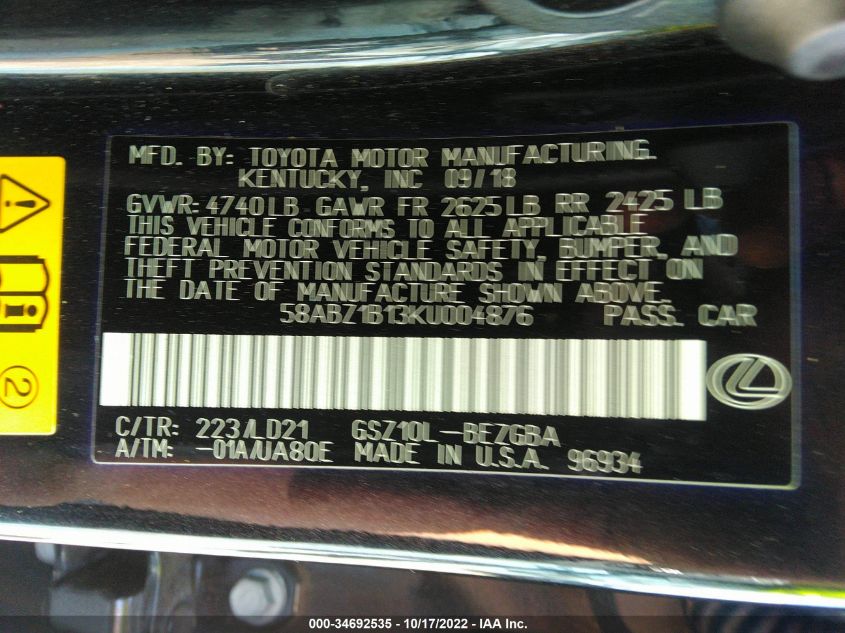 MFD. BY: TOYOTA MOTOR MANUFACTURING.
KENTUCKY, INC 09/18
GVWR: 4740LB GAWR FR 2625LB RR 2425 LB
THIS VEHICLE CONFORMS TO ALL APPLICABLE
FEDERAL MOTOR VEHICLE SAFETY, BUMPER, AND
THEFT PREVENTION STANDARDS IN EFFECT ON
THE DATE OF MANUFACTURE SHOWN ABOVE.
58ABZ1B13KU004876 PASS. CAR
C/TR: 223/LD21 GSZ10L-BEZGBA
A/TM: -01A/UA80E MADE IN U.S.A. 96934
2
000-34692535 - 10/17/2022 - IAA Inc.